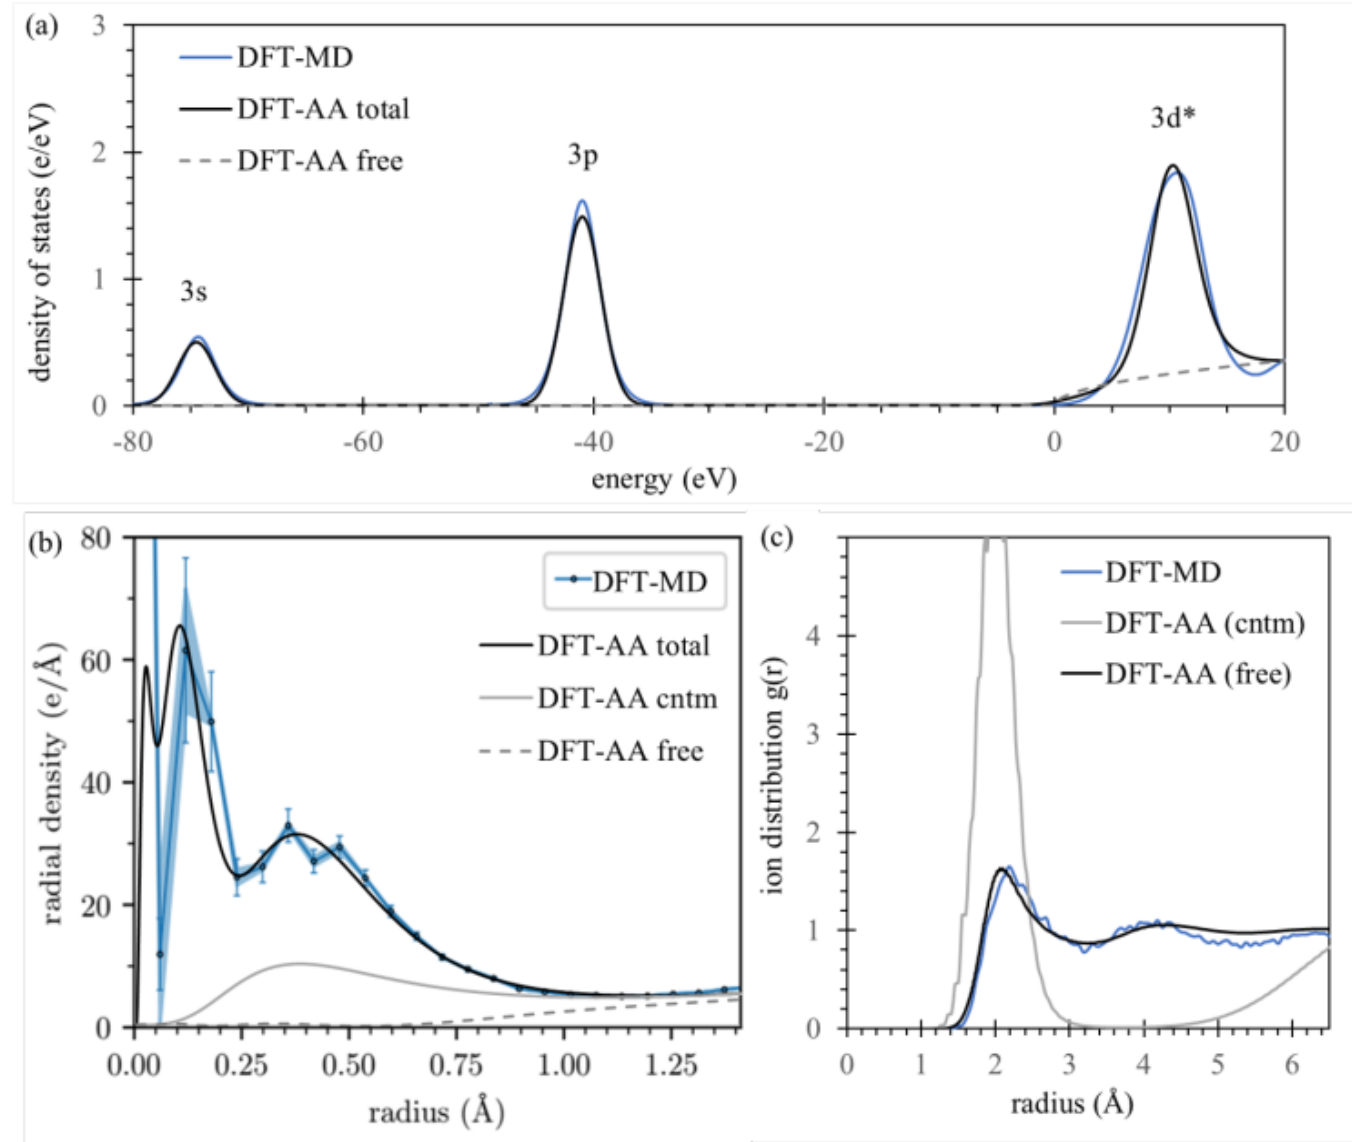 (a)
3
2
1
0
density of states (e/eV)
DFT-MD
DFT-AA total
DFT-AA free
3s
3p
3d*
-80
-60
-40
-20
0
20
energy (eV)
(b)
80
60
40
20
0
radial density (e/Å)
DFT-MD
DFT-AA total
DFT-AA cntm
DFT-AA free
0.00
0.25
0.50
0.75
1.00
1.25
radius (Å)
(c)
4
3
2
1
0
ion distribution g(r)
DFT-MD
DFT-AA (cntm)
DFT-AA (free)
0
1
2
3
4
5
6
radius (Å)